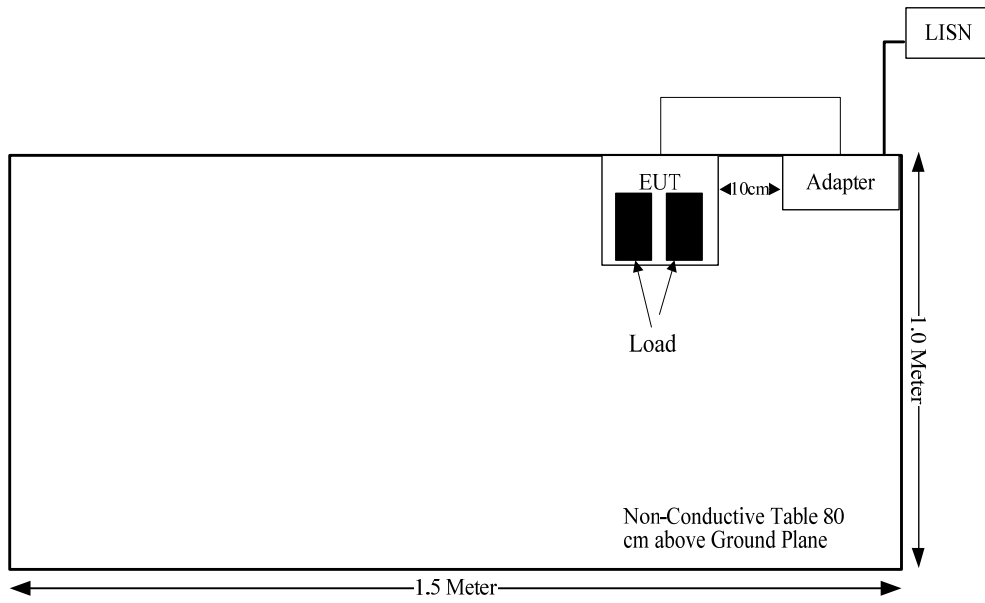 LISN
EUT
10cm
Adapter
Load
1.0 Meter
Non-Conductive Table 80
cm above Ground Plane
1.5 Meter